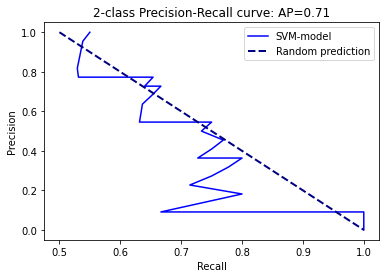 2-class Precision-Recall curve: AP=0.71
SVM-model
Random prediction
Precision
1.0
0.8
0.6
0.4
0.2
0.0
0.5 0.6 0.7 0.8 0.9 1.0
Recall